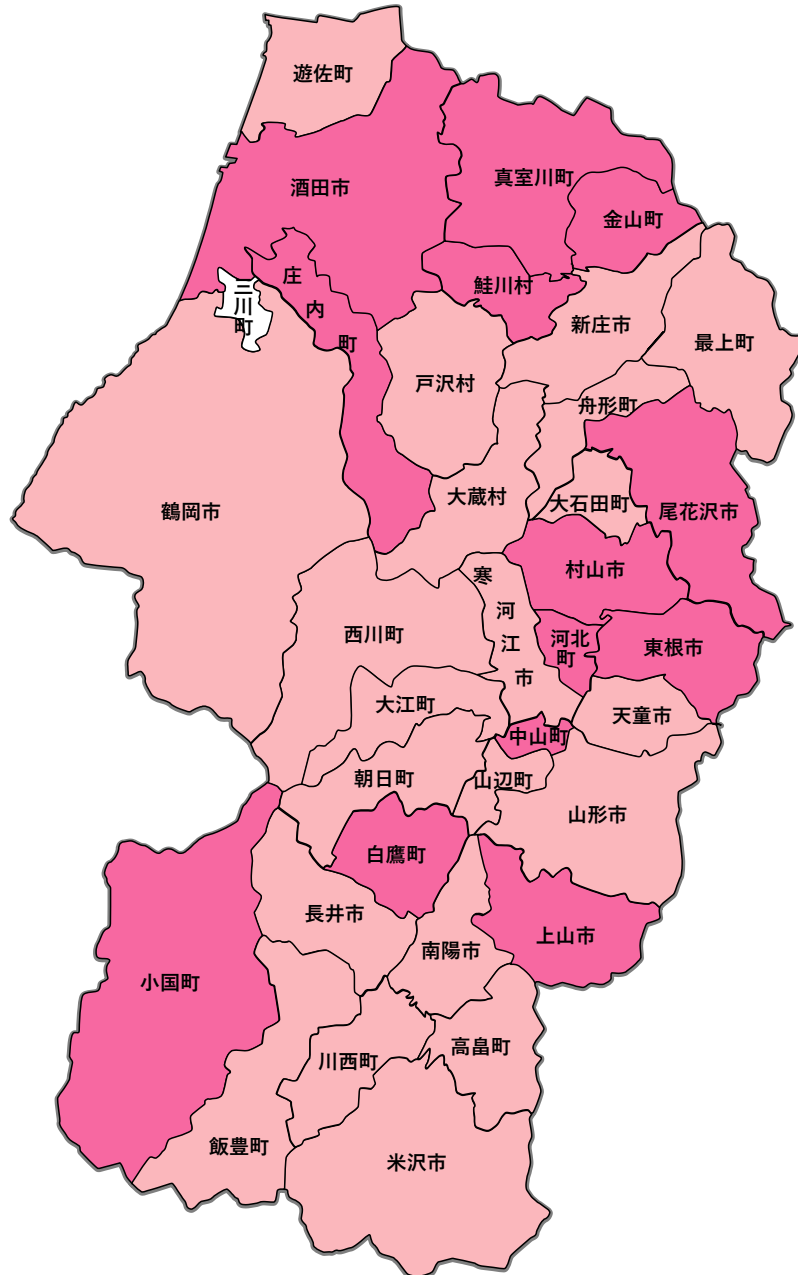 遊佐町
酒田市
真室川町
金山町
庄内町
三川町
鮭川村
新庄市
最上町
戸沢村
舟形町
鶴岡市
大蔵村
大石田町
尾花沢市
村山市
寒河江市
西川町
河北町
東根市
大江町
天童市
中山町
朝日町
山辺町
山形市
白鷹町
長井市
上山市
南陽市
小国町
川西町
高畠町
飯豊町
米沢市